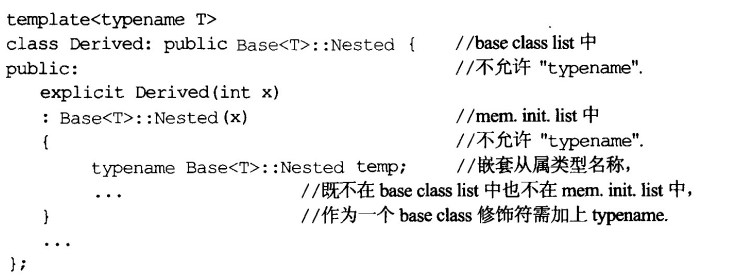 template<typename T>
class Derived: public Base<T>::Nested { //base class list 中
public: //不允许 "typename".
explicit Derived(int x)
: Base<T>::Nested(x) //mem. init. list 中
{ //不允许 "typename".
typename Base<T>::Nested temp; //嵌套从属类型名称，
... //既不在 base class list 中也不在 mem. init. list 中，
} //作为一个 base class 修饰符需加上 typename.
...
};